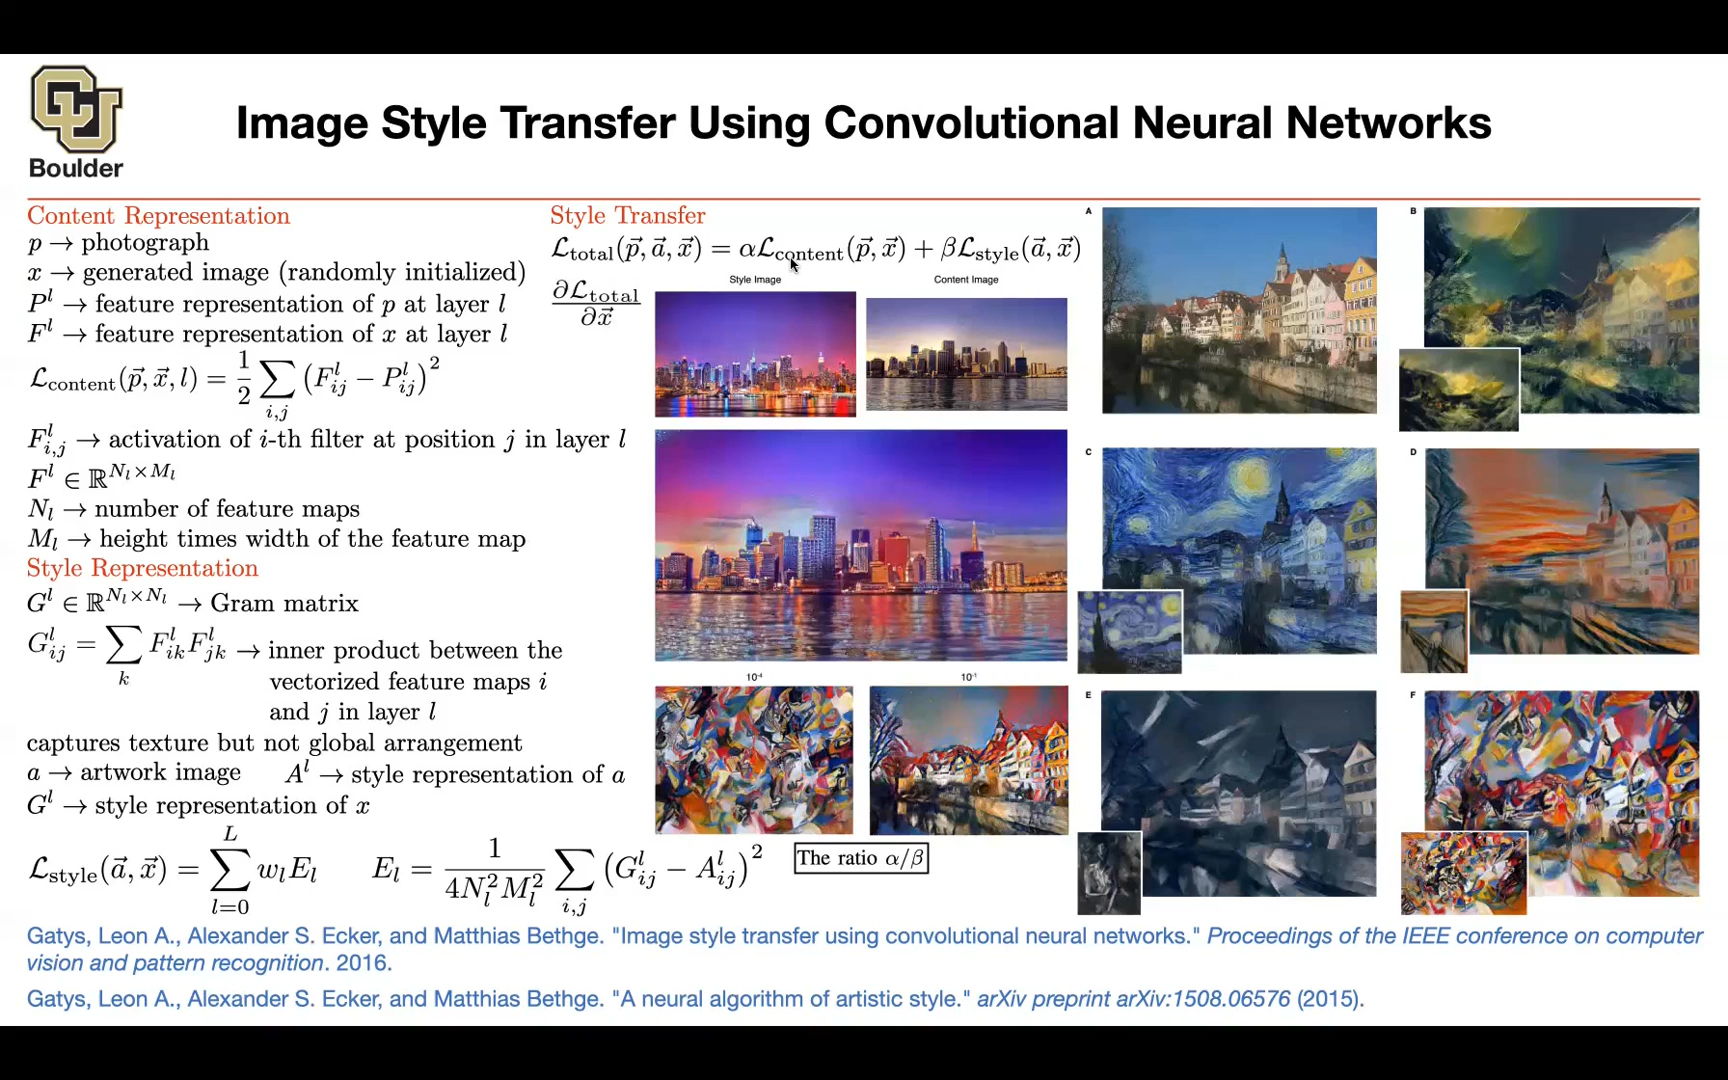 CU
Boulder
Image Style Transfer Using Convolutional Neural Networks
Content Representation
p → photograph
x → generated image (randomly initialized)
P^l → feature representation of p at layer l
F^l → feature representation of x at layer l
ℒ_content(p⃗, x⃗, l) = 1/2 ∑_{i,j} (F^l_{ij} − P^l_{ij})^2
F^l_{i,j} → activation of i-th filter at position j in layer l
F^l ∈ ℝ^{N_l×M_l}
N_l → number of feature maps
M_l → height times width of the feature map
Style Representation
G^l ∈ ℝ^{N_l×N_l} → Gram matrix
G^l_{ij} = ∑_k F^l_{ik} F^l_{jk} → inner product between the
vectorized feature maps i
and j in layer l
captures texture but not global arrangement
a → artwork image A^l → style representation of a
G^l → style representation of x
ℒ_style(a⃗, x⃗) = ∑_{l=0}^{L} w_l E_l E_l = 1/(4N_l^2 M_l^2) ∑_{i,j} (G^l_{ij} − A^l_{ij})^2
Style Transfer
ℒ_total(p⃗, a⃗, x⃗) = αℒ_content(p⃗, x⃗) + βℒ_style(a⃗, x⃗)
∂ℒ_total/∂x⃗
Style Image
Content Image
10^-4
10^-1
The ratio α/β
A
B
C
D
E
F
Gatys, Leon A., Alexander S. Ecker, and Matthias Bethge. "Image style transfer using convolutional neural networks." Proceedings of the IEEE conference on computer
vision and pattern recognition. 2016.
Gatys, Leon A., Alexander S. Ecker, and Matthias Bethge. "A neural algorithm of artistic style." arXiv preprint arXiv:1508.06576 (2015).